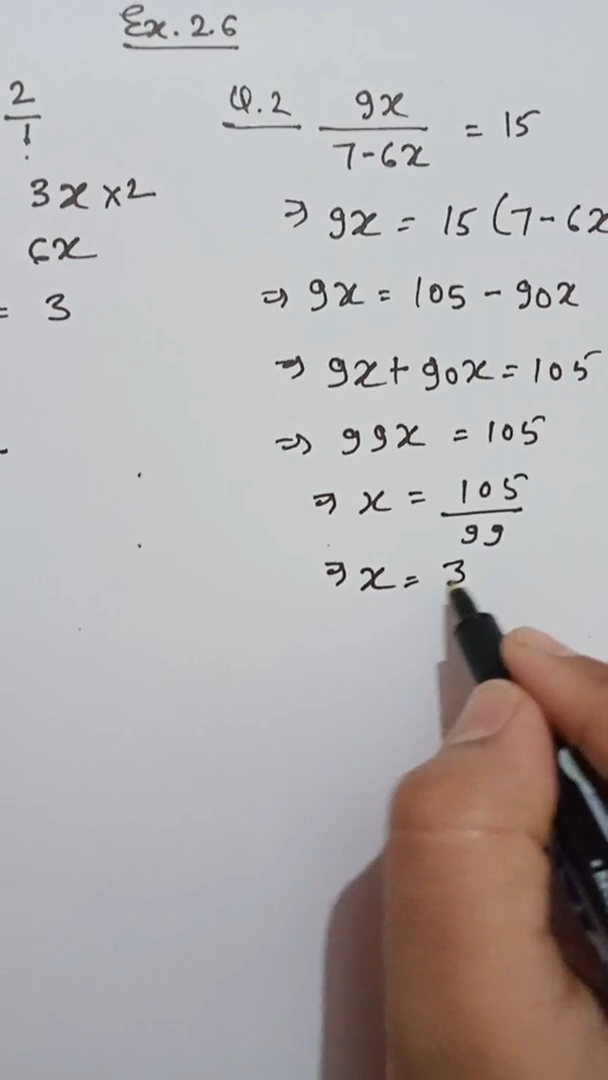 Ex. 2.6
2
1
3x x2
6x
= 3
Q.2 9x
7-6x
= 15
⇒ 9x = 15 (7-6x
⇒ 9x = 105 - 90x
⇒ 9x + 90x = 105
⇒ 99x = 105
⇒ x = 105
99
⇒ x = 3